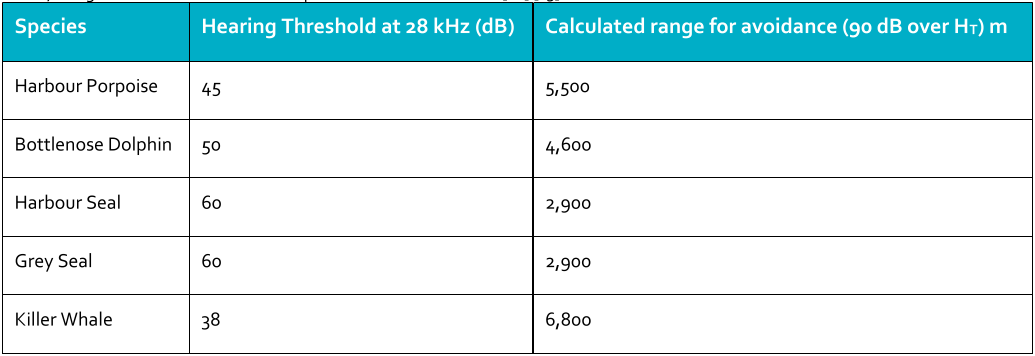 Species Hearing Threshold at 28 kHz (dB) Calculated range for avoidance (90 dB over HT) m
Harbour Porpoise 45 5,500
Bottlenose Dolphin 50 4,600
Harbour Seal 60 2,900
Grey Seal 60 2,900
Killer Whale 38 6,800